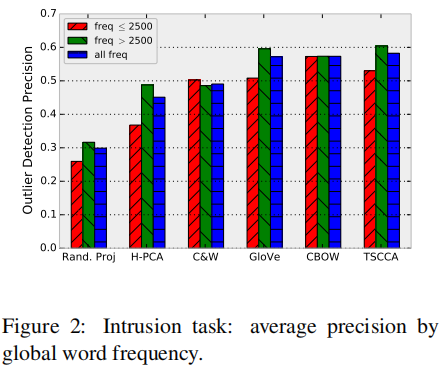 0.7
0.6
0.5
0.4
0.3
0.2
0.1
0.0
Outlier Detection Precision
freq ≤ 2500
freq > 2500
all freq
Rand. Proj H-PCA C&W GloVe CBOW TSCCA
Figure 2: Intrusion task: average precision by
global word frequency.